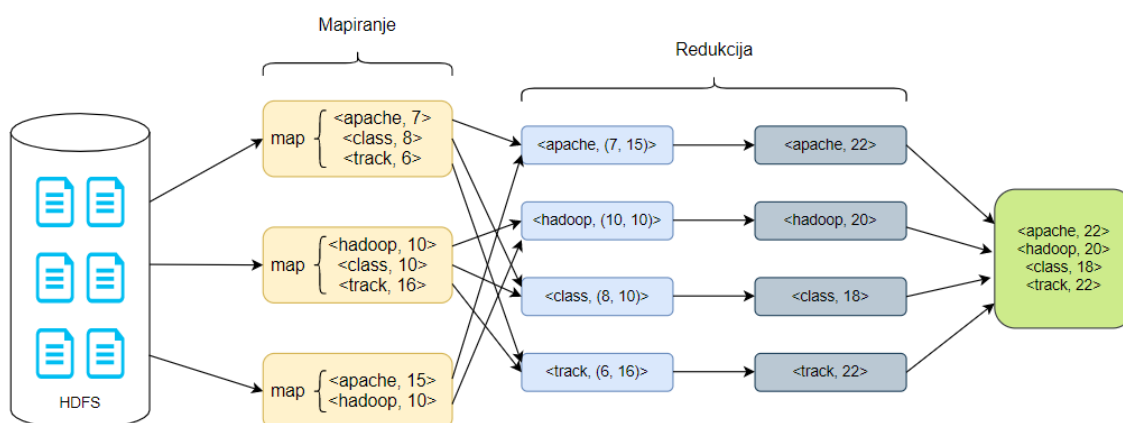 Mapiranje
Redukcija
map
<apache, 7>
<class, 8>
<track, 6>
map
<hadoop, 10>
<class, 10>
<track, 16>
map
<apache, 15>
<hadoop, 10>
<apache, (7, 15)>
<hadoop, (10, 10)>
<class, (8, 10)>
<track, (6, 16)>
<apache, 22>
<hadoop, 20>
<class, 18>
<track, 22>
<apache, 22>
<hadoop, 20>
<class, 18>
<track, 22>
HDFS